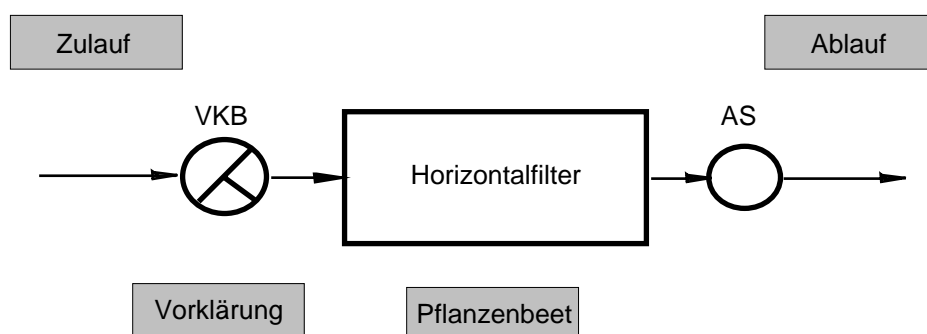 Zulauf
Ablauf
VKB
AS
Horizontalfilter
Vorklärung
Pflanzenbeet